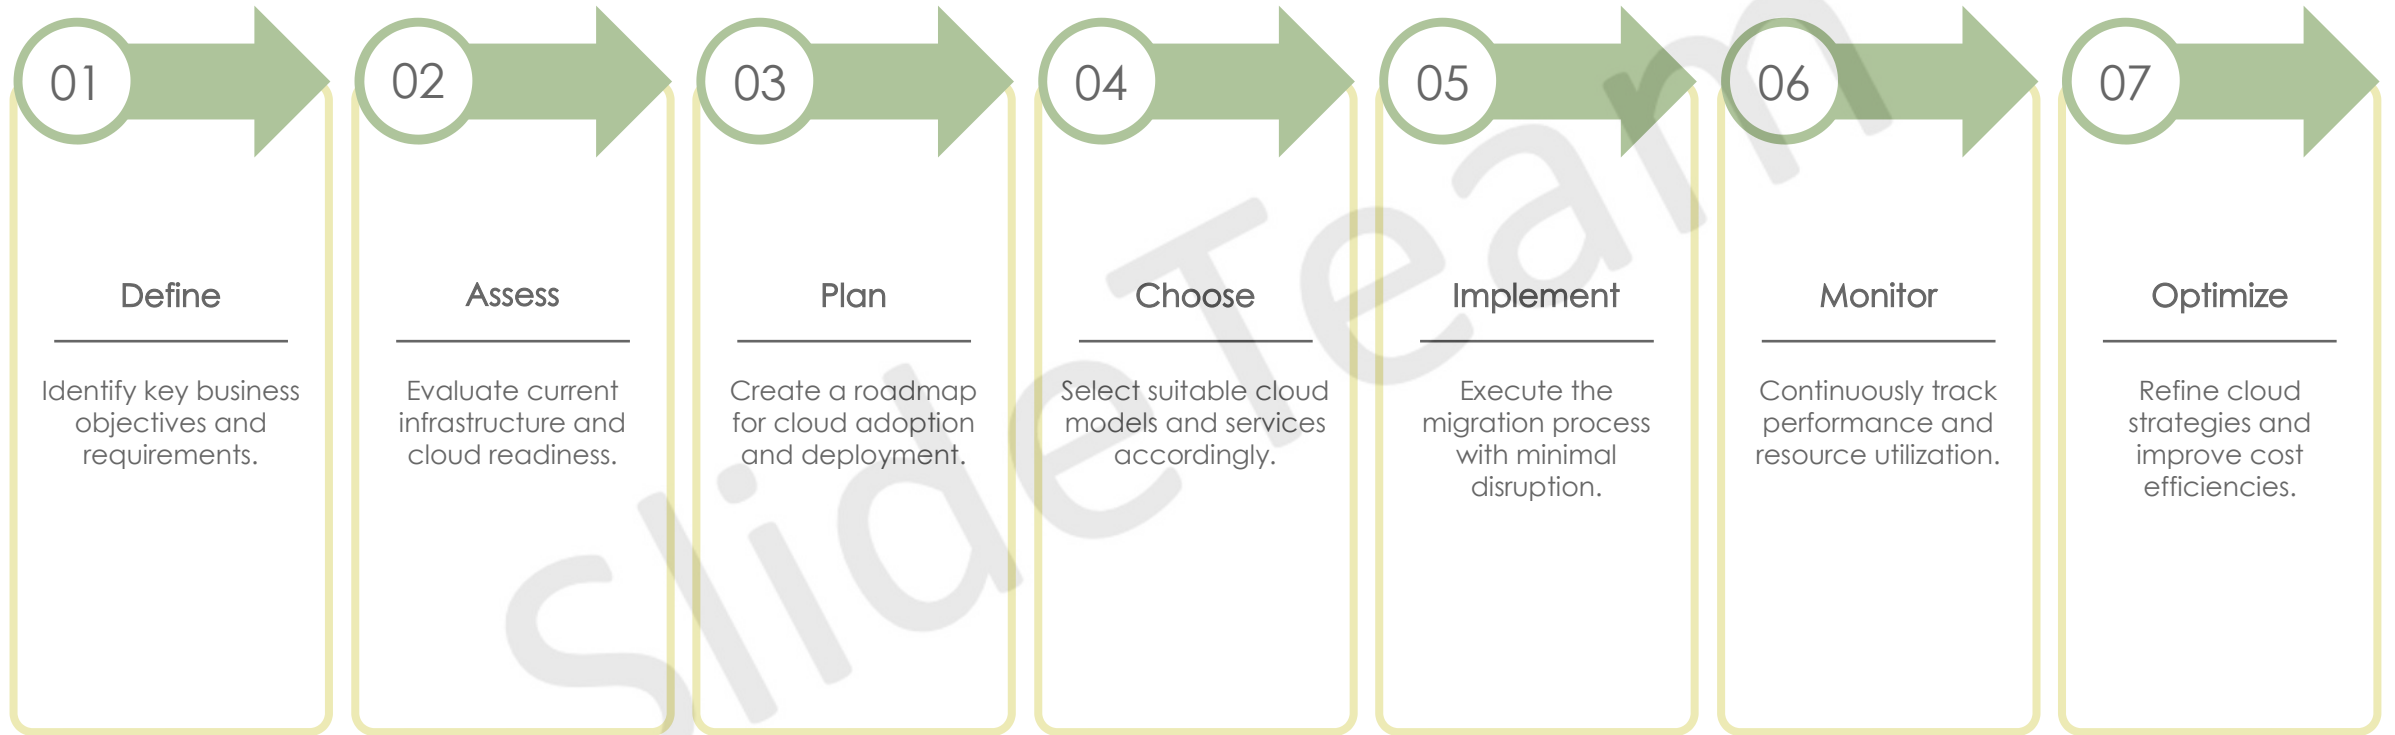 01
Define
Identify key business
objectives and
requirements.
02
Assess
Evaluate current
infrastructure and
cloud readiness.
03
Plan
Create a roadmap
for cloud adoption
and deployment.
04
Choose
Select suitable cloud
models and services
accordingly.
05
Implement
Execute the
migration process
with minimal
disruption.
06
Monitor
Continuously track
performance and
resource utilization.
07
Optimize
Refine cloud
strategies and
improve cost
efficiencies.
SlideTeam